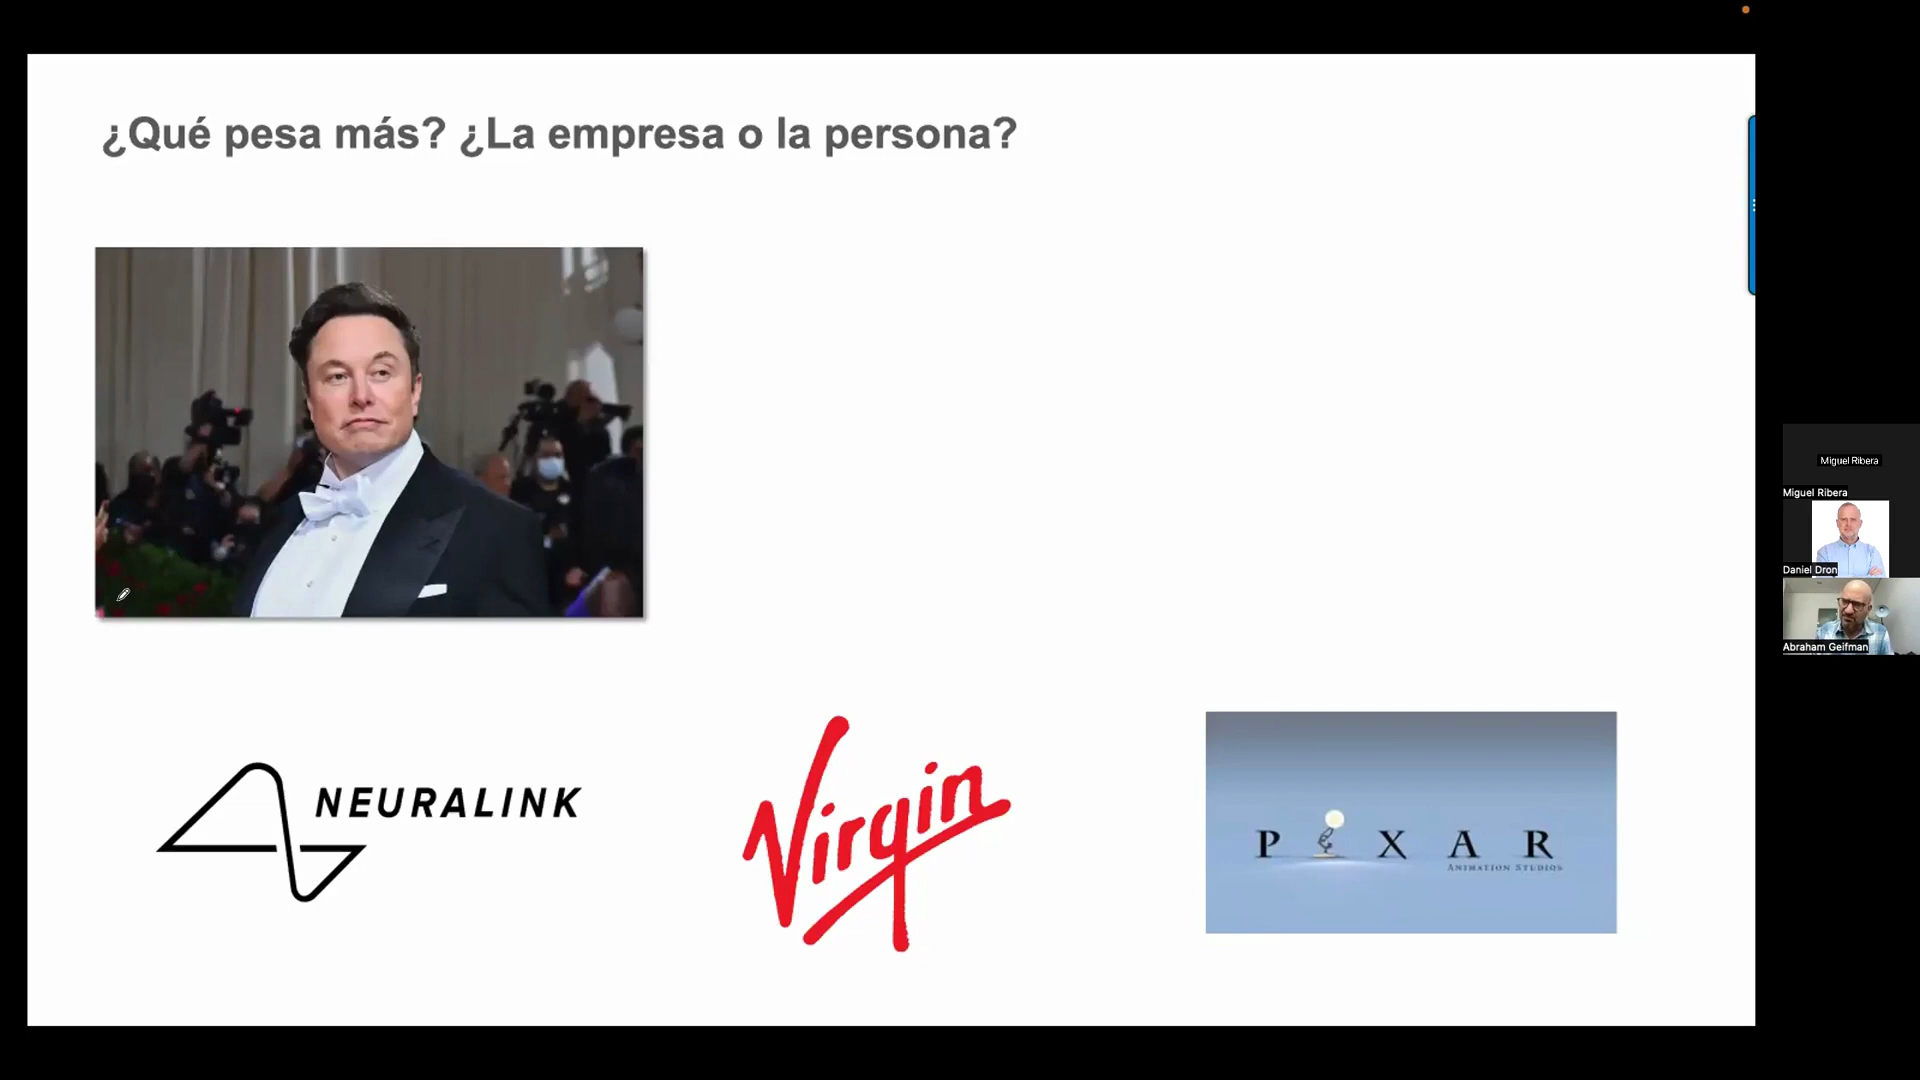 ¿Qué pesa más? ¿La empresa o la persona?
NEURALINK
Virgin
PIXAR
ANIMATION STUDIOS
Miguel Ribera
Miguel Ribera
Daniel Dron
Abraham Geifman